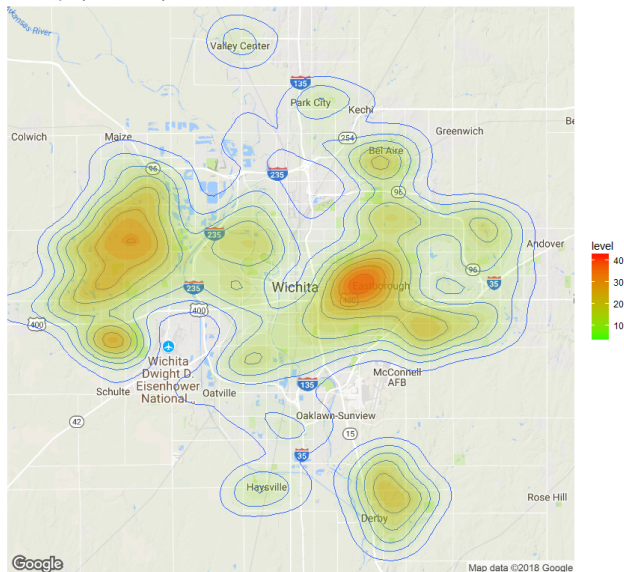 Arkansas River
Valley Center
135
Park City
Kechi
Colwich
Maize
254
Greenwich
Be
Bel Aire
96
235
96
235
Andover
96
level
40
35
235
Wichita
Eastborough
400
30
400
400
20
10
Wichita
Dwight D.
Eisenhower
National ..
McConnell
AFB
135
Schulte
Oatville
Oaklawn-Sunview
42
15
35
Haysville
Rose Hill
Derby
Google
Map data ©2018 Google